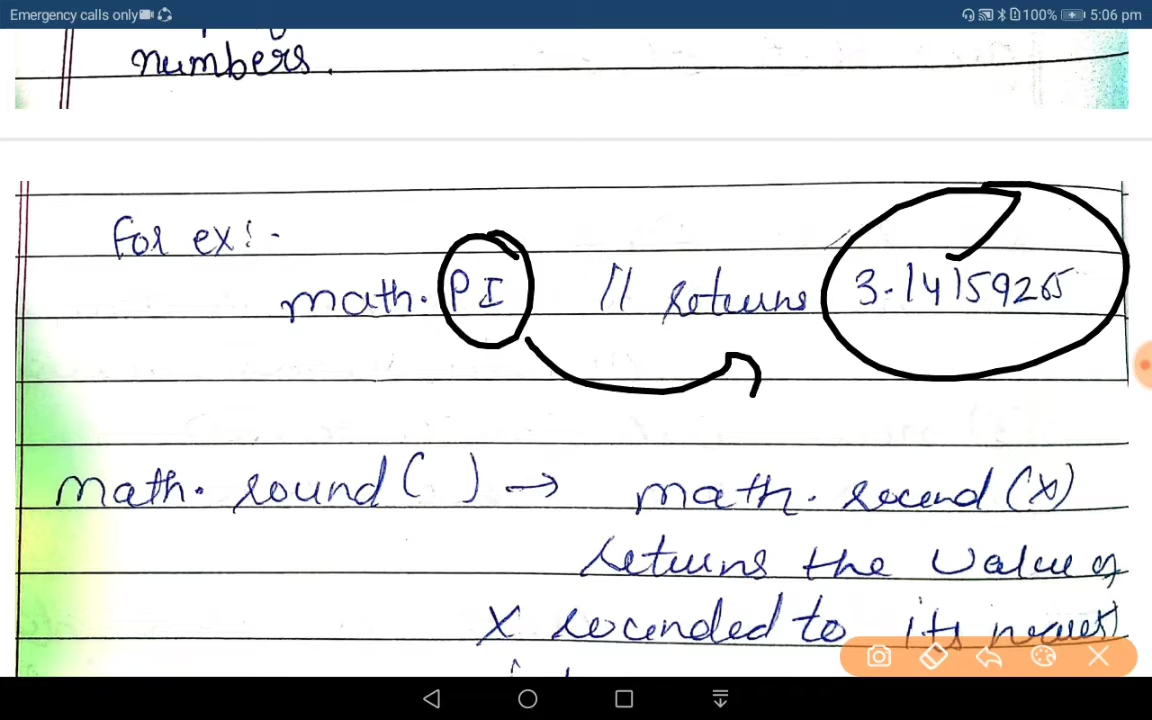 Emergency calls only 100% 5:06 pm
numbers.
For ex:-
math.PI // returns 3.14159265
math.round( ) → math.round(x)
returns the value of
x rounded to its nearest